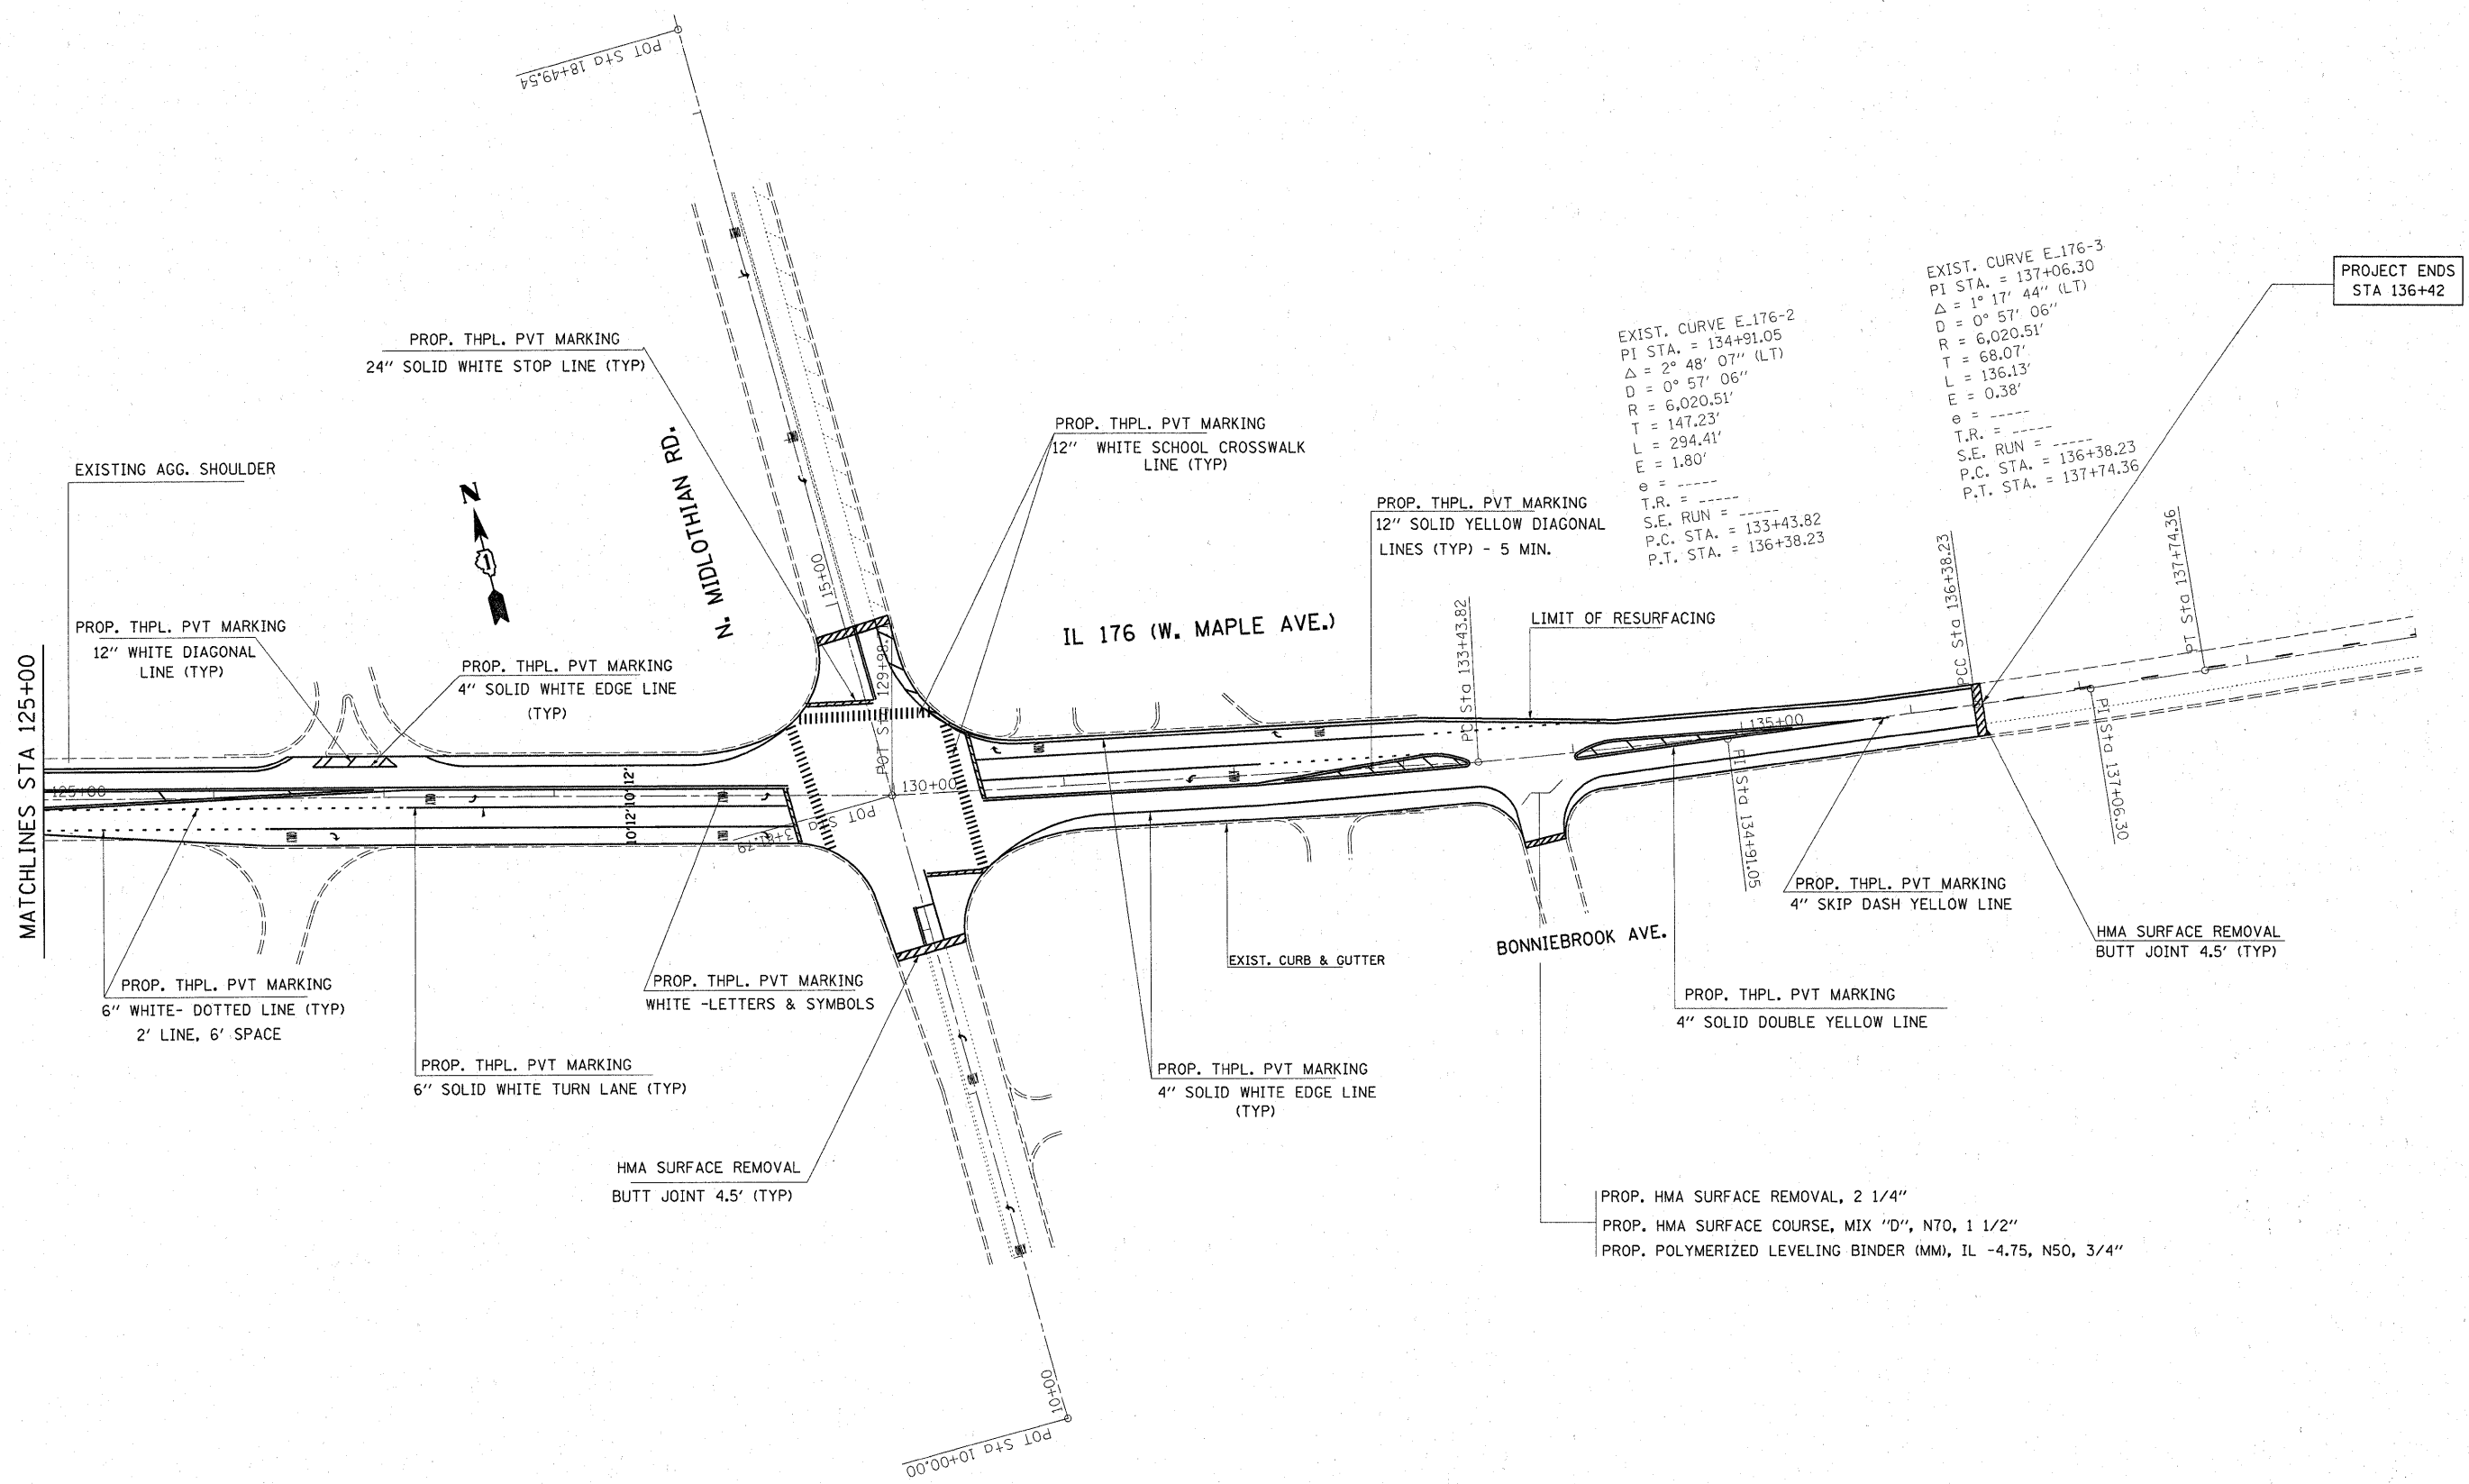 POT Sta 18+49.54
PROJECT ENDS
STA 136+42
EXIST. CURVE E_176-3
PI STA. = 137+06.30
Δ = 1° 17' 44" (LT)
D = 0° 57' 06"
R = 6,020.51'
T = 68.07'
L = 136.13'
E = 0.38'
e = -----
T.R. = -----
S.E. RUN = -----
P.C. STA. = 136+38.23
P.T. STA. = 137+74.36
EXIST. CURVE E_176-2
PI STA. = 134+91.05
Δ = 2° 48' 07" (LT)
D = 0° 57' 06"
R = 6,020.51'
T = 147.23'
L = 294.41'
E = 1.80'
e = -----
T.R. = -----
S.E. RUN = -----
P.C. STA. = 133+43.82
P.T. STA. = 136+38.23
PROP. THPL. PVT MARKING
24" SOLID WHITE STOP LINE (TYP)
PROP. THPL. PVT MARKING
12" WHITE SCHOOL CROSSWALK
LINE (TYP)
EXISTING AGG. SHOULDER
N
1
N. MIDLOTHIAN RD.
15+00
PROP. THPL. PVT MARKING
12" SOLID YELLOW DIAGONAL
LINES (TYP) - 5 MIN.
PROP. THPL. PVT MARKING
12" WHITE DIAGONAL
LINE (TYP)
PROP. THPL. PVT MARKING
4" SOLID WHITE EDGE LINE
(TYP)
IL 176 (W. MAPLE AVE.)
LIMIT OF RESURFACING
PC Sta 133+43.82
PCC Sta 136+38.23
PT Sta 137+74.36
MATCHLINES STA 125+00
125+00
10' 12' 10' 10' 12'
POT Sta 129+98.
130+00
POT Sta 13+61.79
135+00
PI Sta 134+91.05
PI Sta 137+06.30
PROP. THPL. PVT MARKING
4" SKIP DASH YELLOW LINE
HMA SURFACE REMOVAL
BUTT JOINT 4.5' (TYP)
BONNIEBROOK AVE.
EXIST. CURB & GUTTER
PROP. THPL. PVT MARKING
6" WHITE- DOTTED LINE (TYP)
2' LINE, 6' SPACE
PROP. THPL. PVT MARKING
WHITE -LETTERS & SYMBOLS
PROP. THPL. PVT MARKING
4" SOLID DOUBLE YELLOW LINE
PROP. THPL. PVT MARKING
6" SOLID WHITE TURN LANE (TYP)
PROP. THPL. PVT MARKING
4" SOLID WHITE EDGE LINE
(TYP)
HMA SURFACE REMOVAL
BUTT JOINT 4.5' (TYP)
PROP. HMA SURFACE REMOVAL, 2 1/4"
PROP. HMA SURFACE COURSE, MIX "D", N70, 1 1/2"
PROP. POLYMERIZED LEVELING BINDER (MM), IL -4.75, N50, 3/4"
10+00
POT Sta 10+00.00